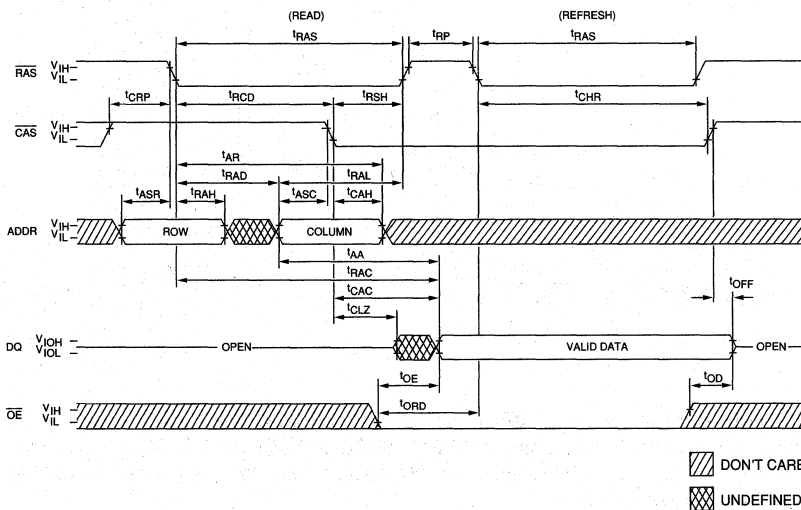 (READ) (REFRESH)
tRAS tRP tRAS
RAS VIH VIL
tCRP tRCD tRSH tCHR
CAS VIH VIL
tAR
tRAD tRAL
tASR tRAH tASC tCAH
ADDR VIH VIL ROW COLUMN
tAA
tRAC
tCAC tOFF
tCLZ
DQ VIOH VIOL OPEN VALID DATA OPEN
tOE tOD
tORD
OE VIH VIL
DON'T CARE
UNDEFINED